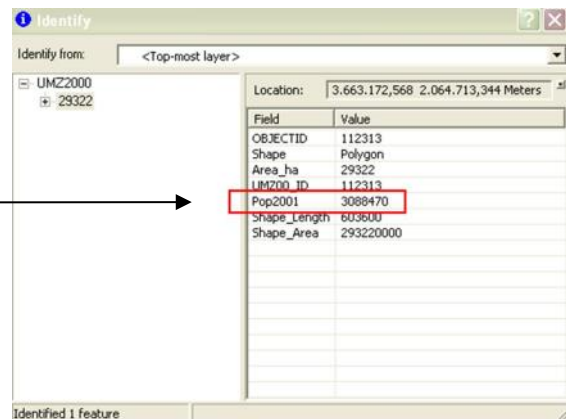 Identify
Identify from: <Top-most layer>
UMZ2000
29322
Location: 3.663.172,568 2.064.713,344 Meters
Field Value
OBJECTID 112313
Shape Polygon
Area_ha 29322
UMZ00_ID 112313
Pop2001 3088470
Shape_Length 603600
Shape_Area 293220000
Identified 1 feature